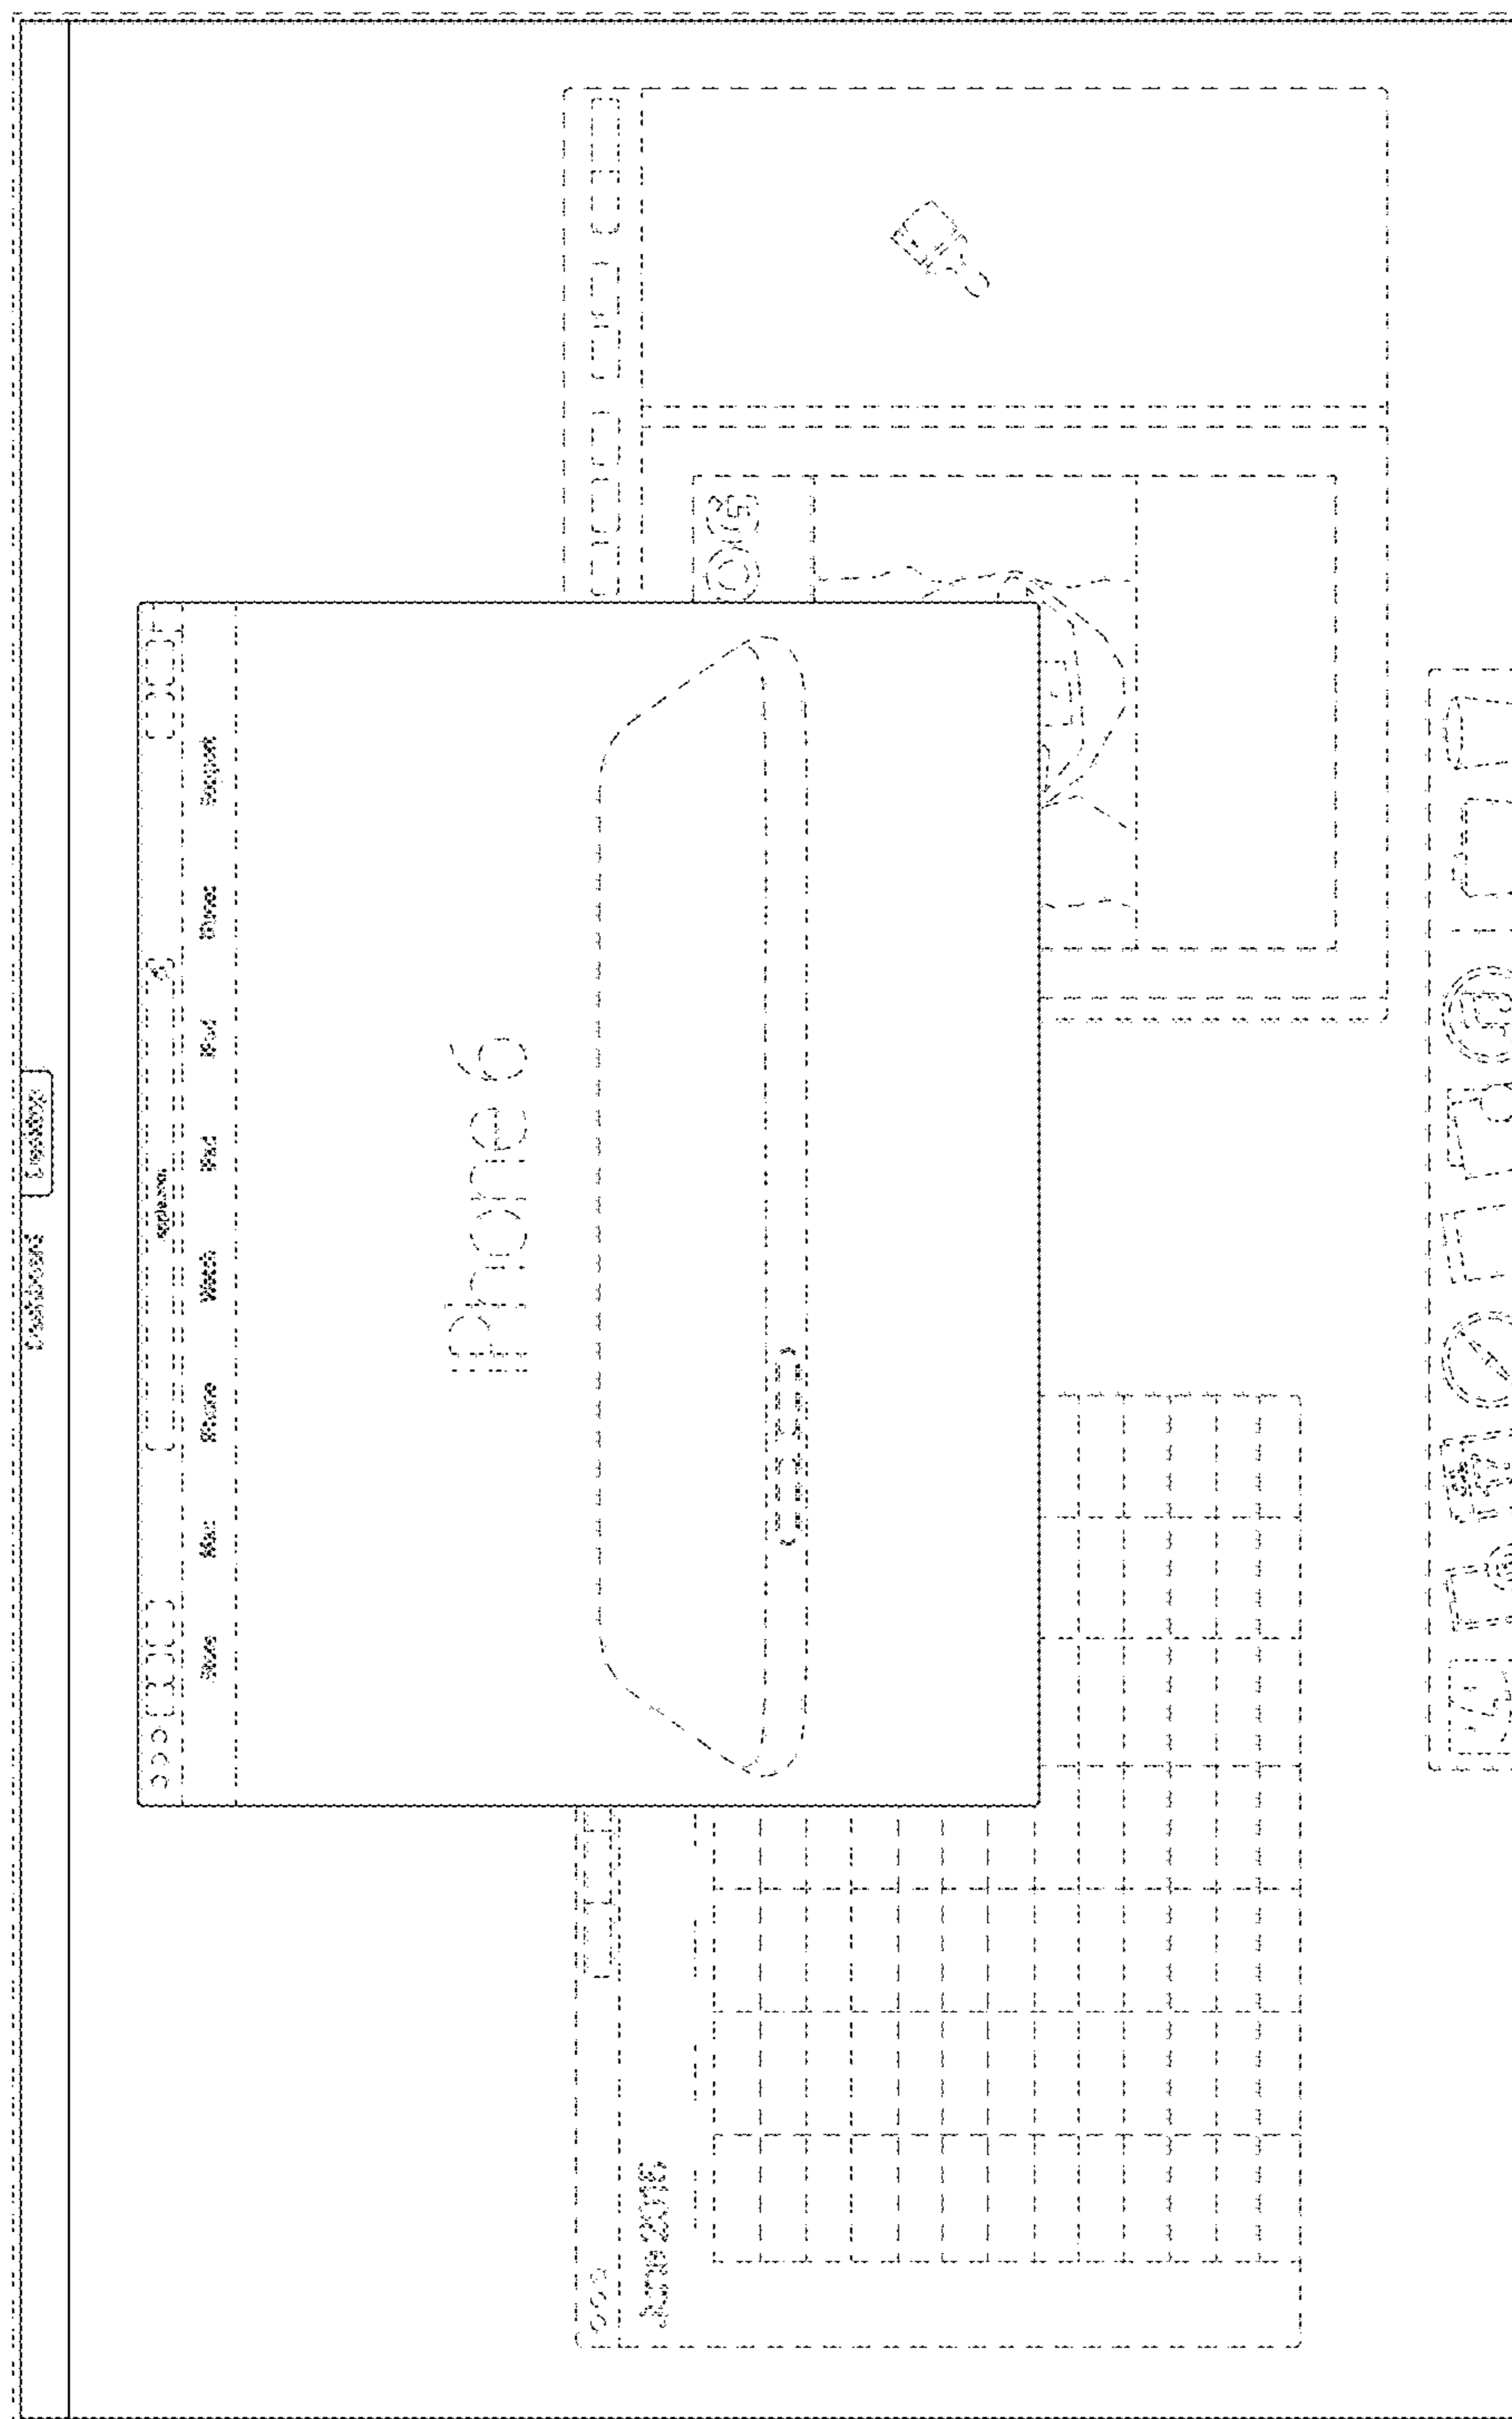 Dashboard Desktop
apple.com
Store Mac iPhone Watch iPad iPod iTunes Support
iPhone 6
June 2015